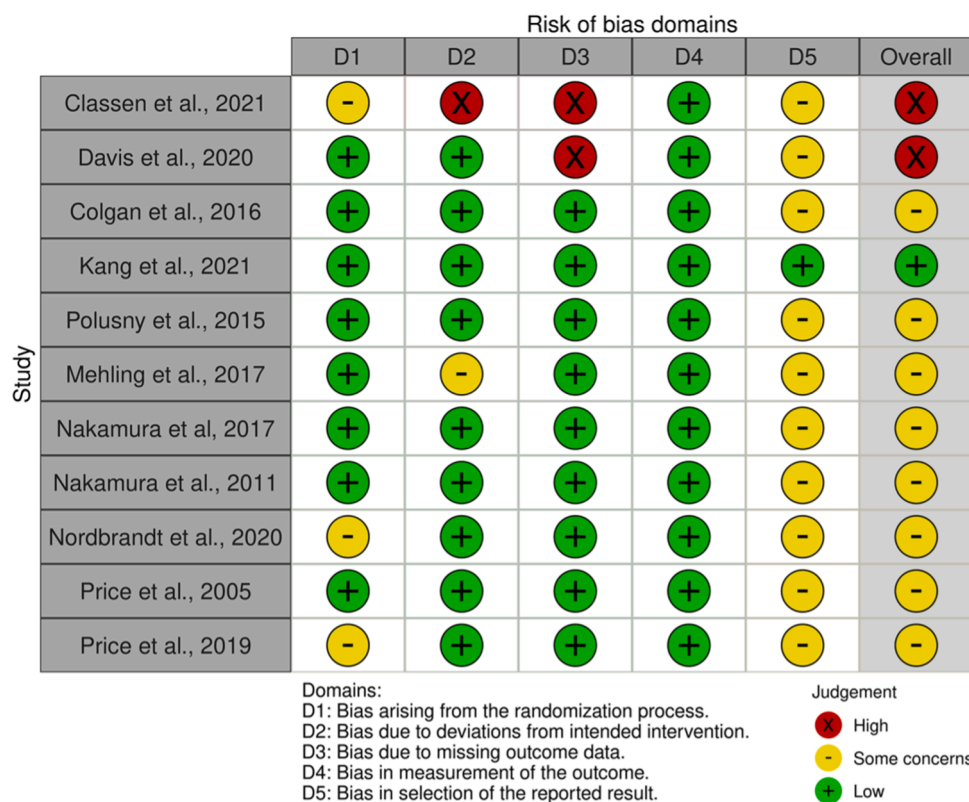 Risk of bias domains
D1 D2 D3 D4 D5 Overall
Classen et al., 2021 - X X + - X
Davis et al., 2020 + + X + - X
Colgan et al., 2016 + + + + - -
Kang et al., 2021 + + + + + +
Polusny et al., 2015 + + + + - -
Mehling et al., 2017 + - + + - -
Nakamura et al, 2017 + + + + - -
Nakamura et al., 2011 + + + + - -
Nordbrandt et al., 2020 - + + + - -
Price et al., 2005 + + + + - -
Price et al., 2019 - + + + - -
Study
Domains:
D1: Bias arising from the randomization process.
D2: Bias due to deviations from intended intervention.
D3: Bias due to missing outcome data.
D4: Bias in measurement of the outcome.
D5: Bias in selection of the reported result.
Judgement
X High
- Some concerns
+ Low